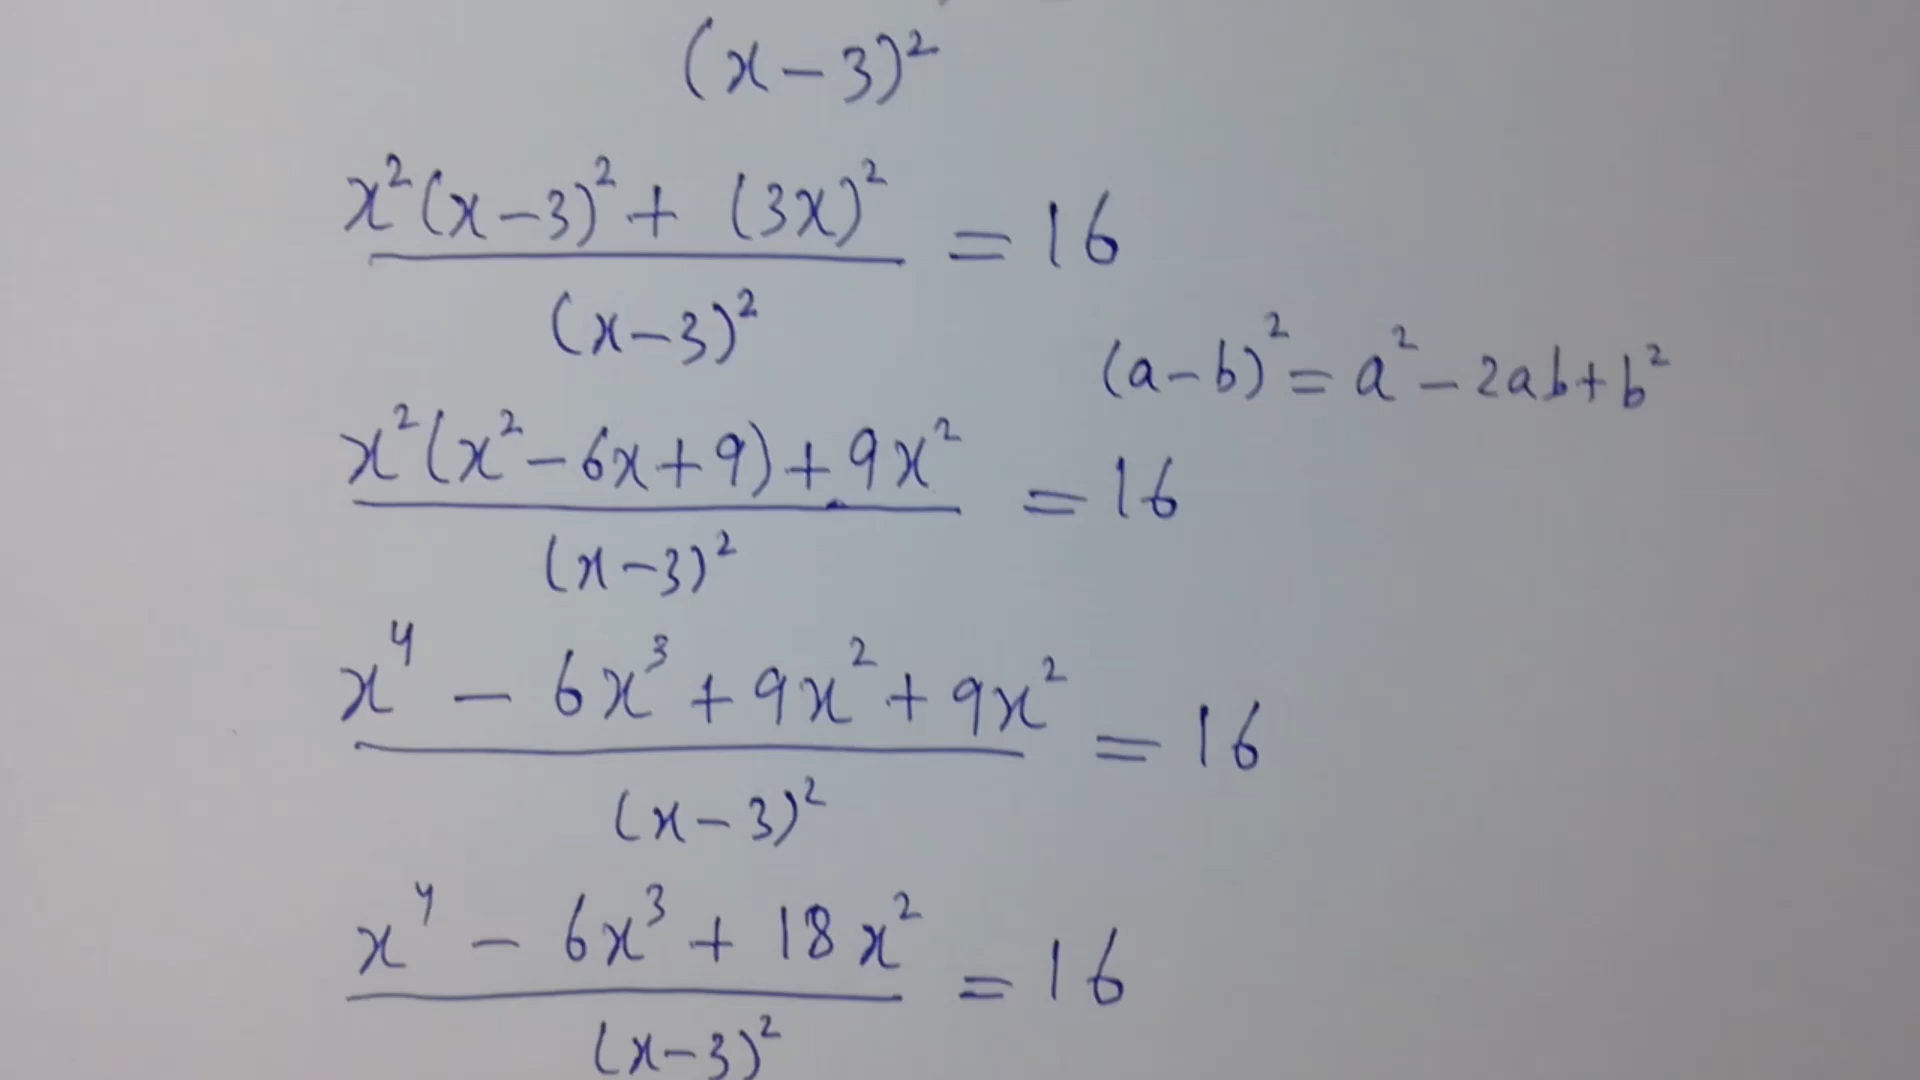 (x-3)²
x²(x-3)² + (3x)²
= 16
(x-3)²
(a-b)² = a² - 2ab + b²
x²(x² - 6x + 9) + 9x²
= 16
(x-3)²
x⁴ - 6x³ + 9x² + 9x²
= 16
(x-3)²
x⁴ - 6x³ + 18x²
= 16
(x-3)²